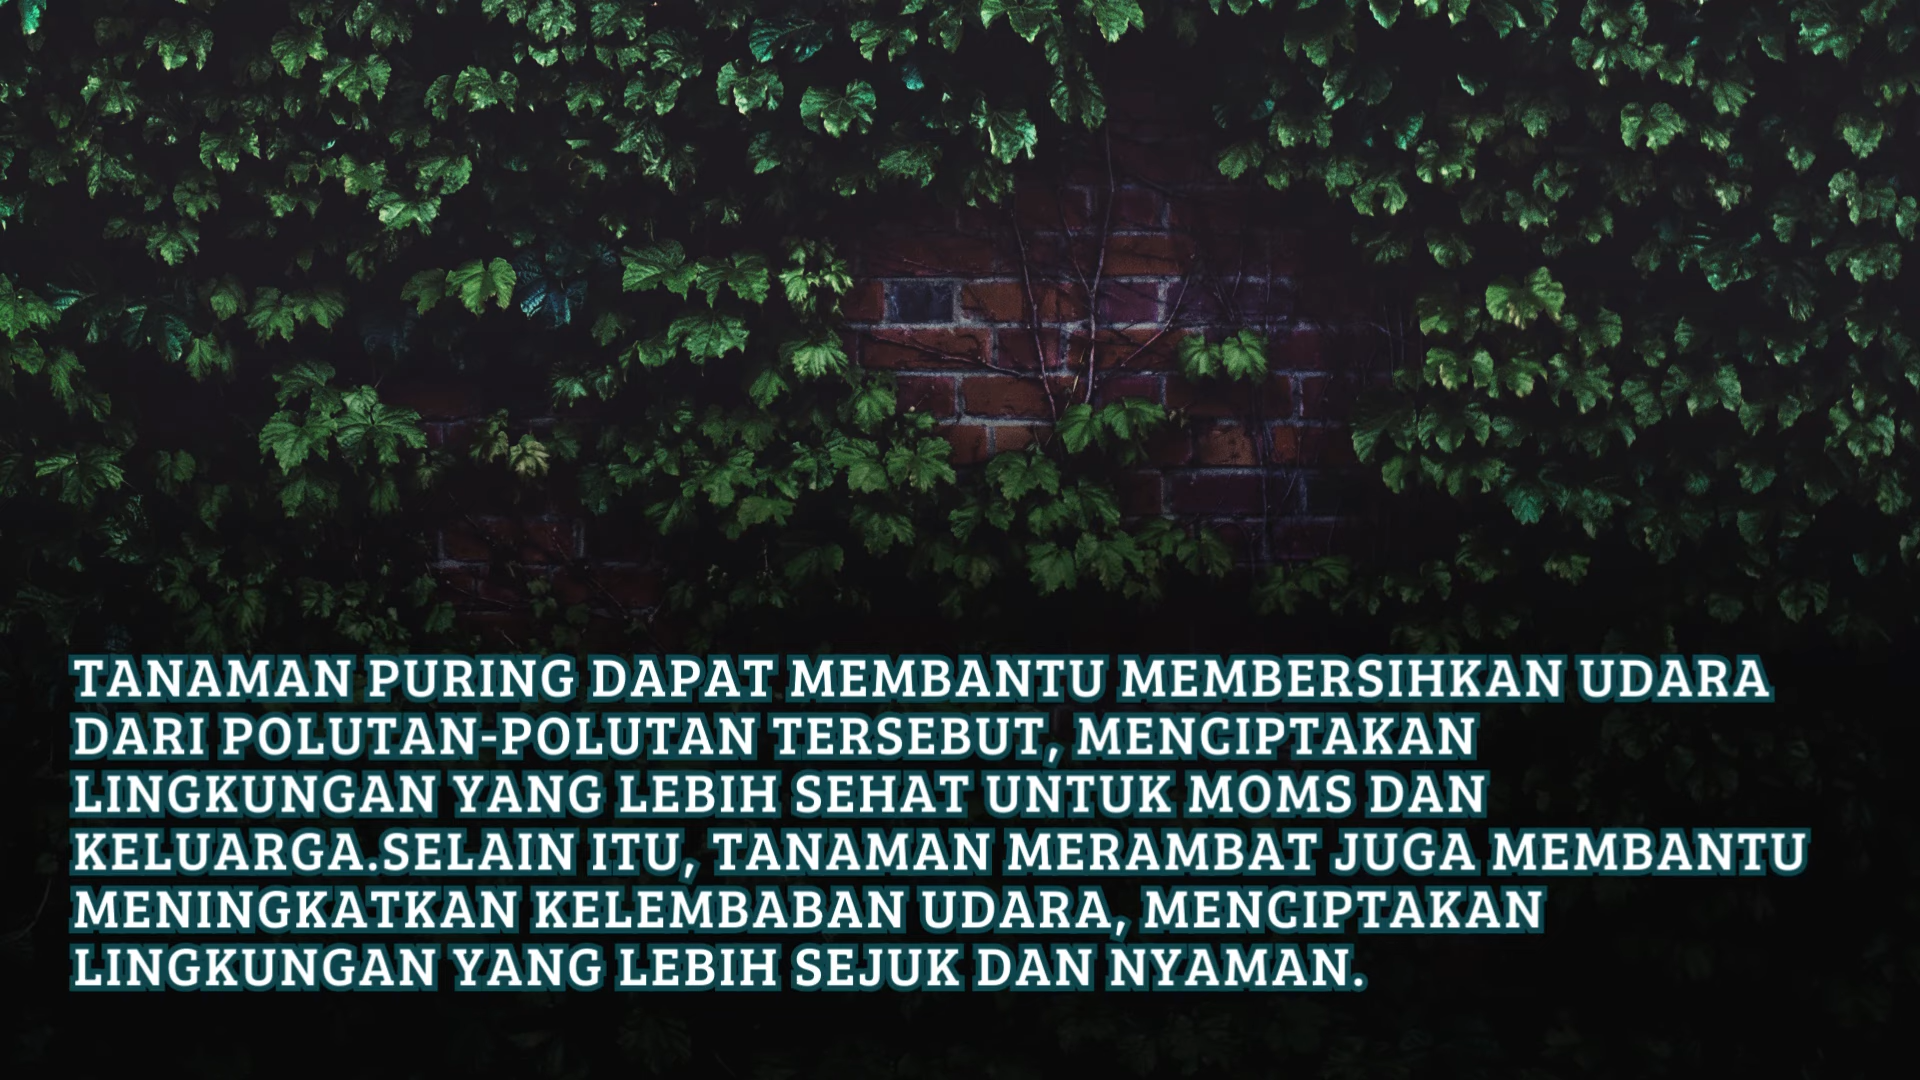 TANAMAN PURING DAPAT MEMBANTU MEMBERSIHKAN UDARA
DARI POLUTAN-POLUTAN TERSEBUT, MENCIPTAKAN
LINGKUNGAN YANG LEBIH SEHAT UNTUK MOMS DAN
KELUARGA.SELAIN ITU, TANAMAN MERAMBAT JUGA MEMBANTU
MENINGKATKAN KELEMBABAN UDARA, MENCIPTAKAN
LINGKUNGAN YANG LEBIH SEJUK DAN NYAMAN.